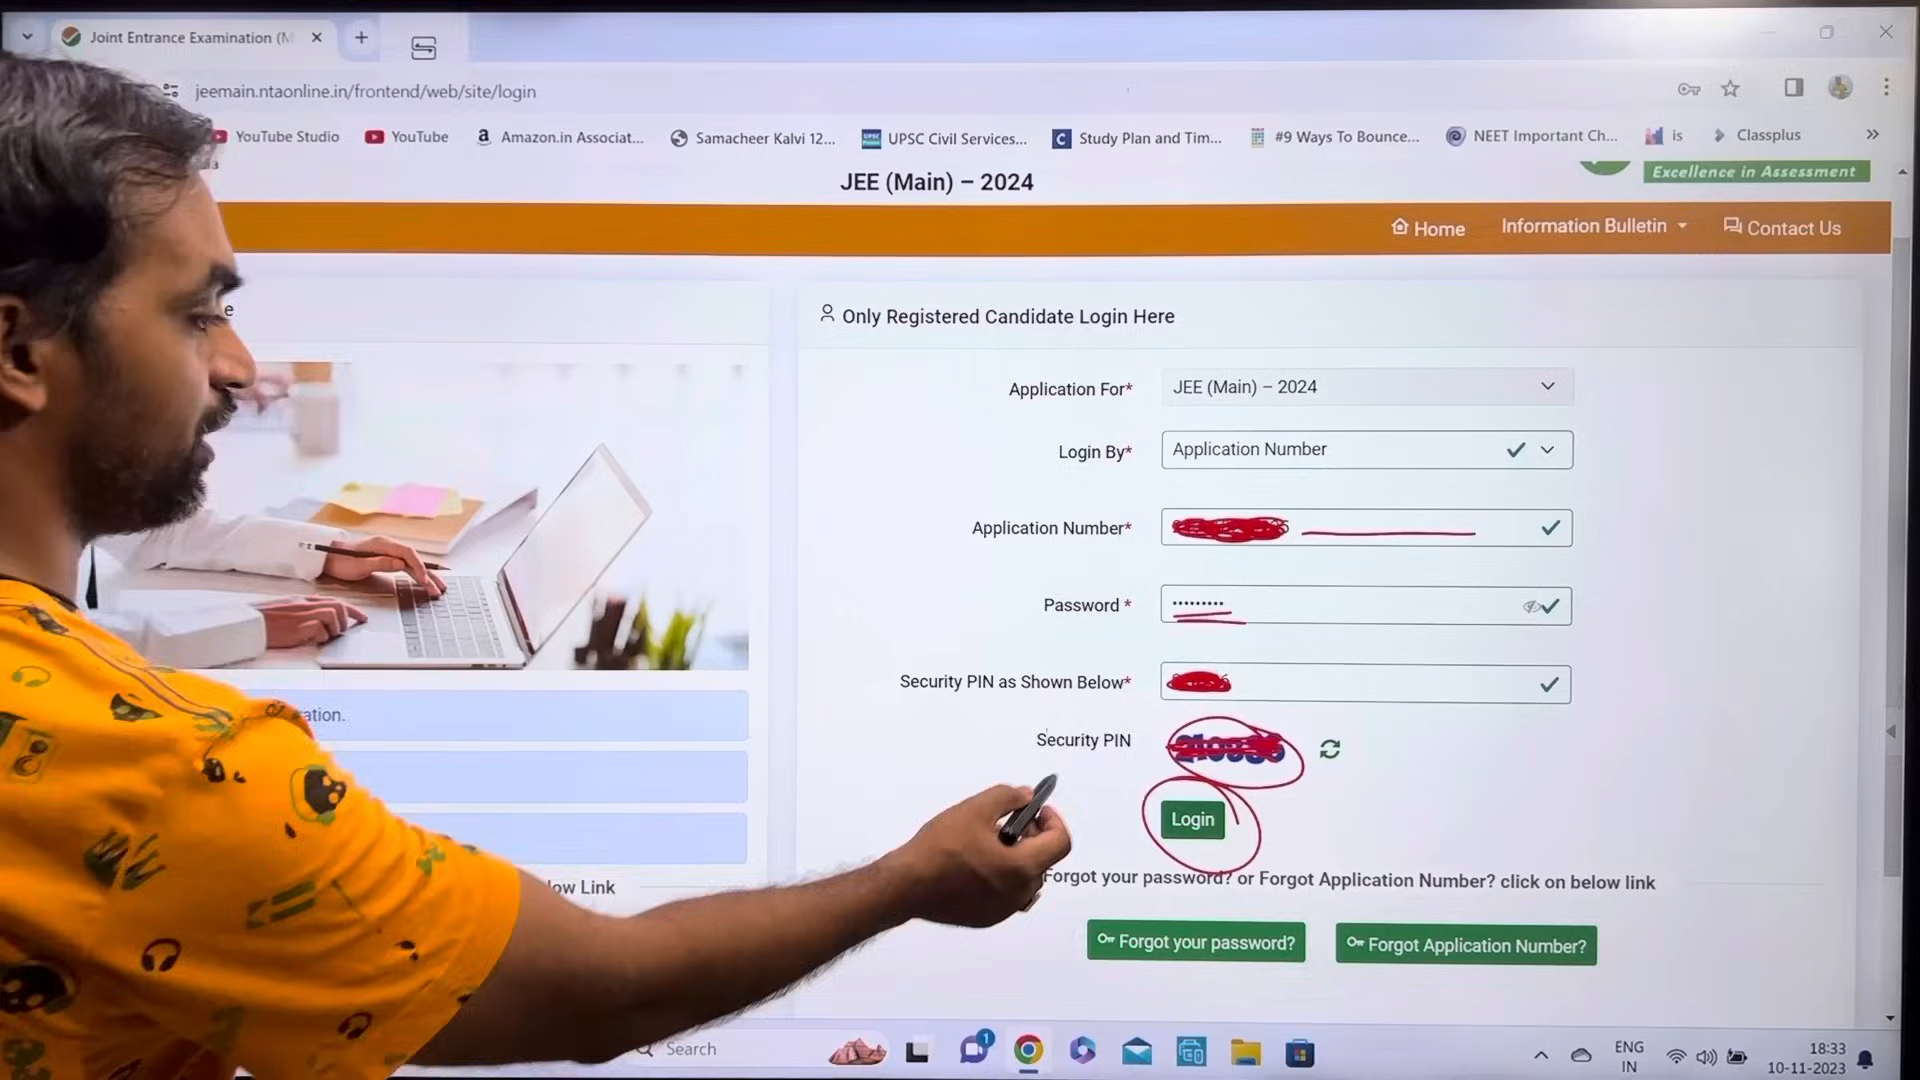 Joint Entrance Examination (M
jeemain.ntaonline.in/frontend/web/site/login
YouTube Studio YouTube Amazon.in Associat... Samacheer Kalvi 12... UPSC Civil Services... Study Plan and Tim... #9 Ways To Bounce... NEET Important Ch... is Classplus
JEE (Main) – 2024
Excellence in Assessment
Home Information Bulletin Contact Us
e
Only Registered Candidate Login Here
Application For* JEE (Main) – 2024
Login By* Application Number
Application Number*
Password * •••••••••
Security PIN as Shown Below*
ation.
Security PIN
Login
ow Link
Forgot your password? or Forgot Application Number? click on below link
Forgot your password? Forgot Application Number?
Search
1
ENG
IN
18:33
10-11-2023